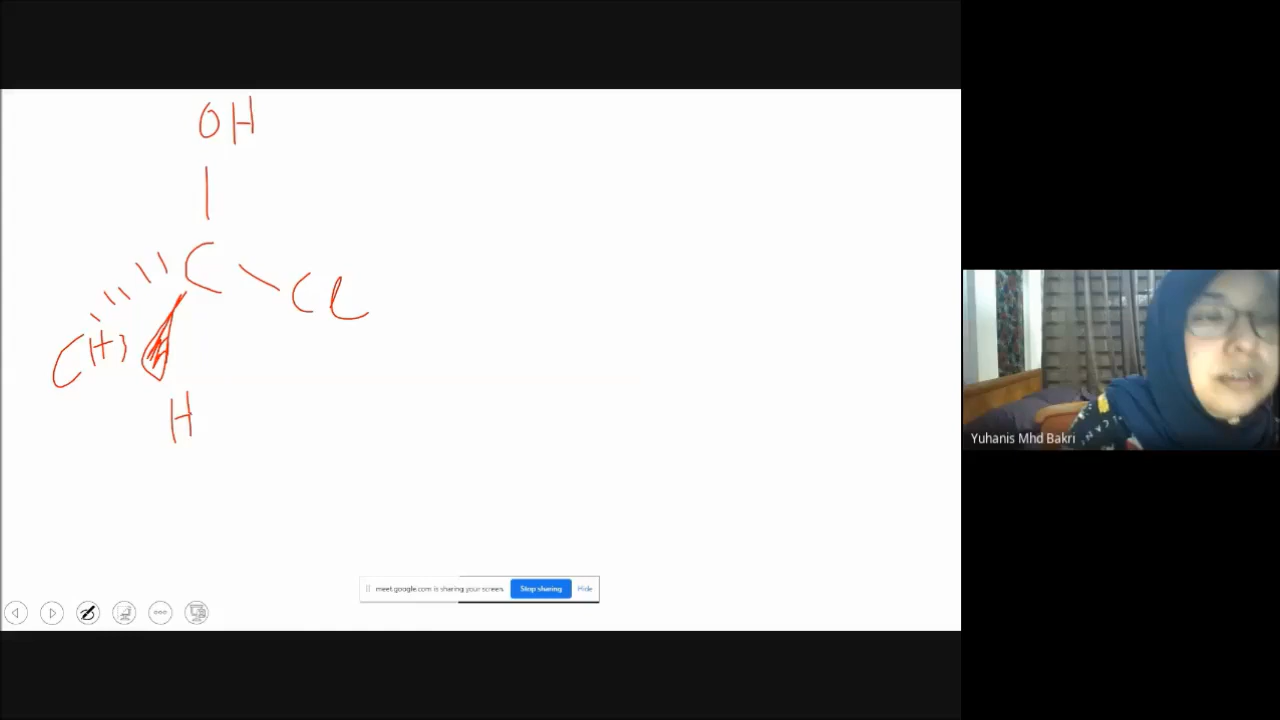 OH
C
Cl
CH3
H
Yuhanis Mhd Bakri
meet.google.com is sharing your screen.
Stop sharing
Hide